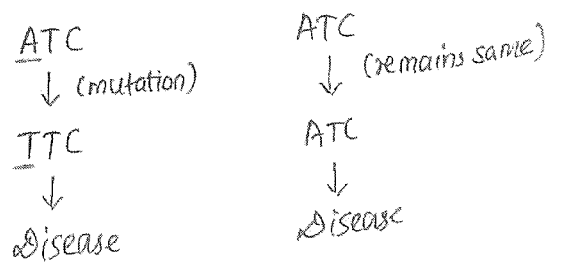 ATC
(mutation)
TTC
Disease
ATC
(remains same)
ATC
Disease